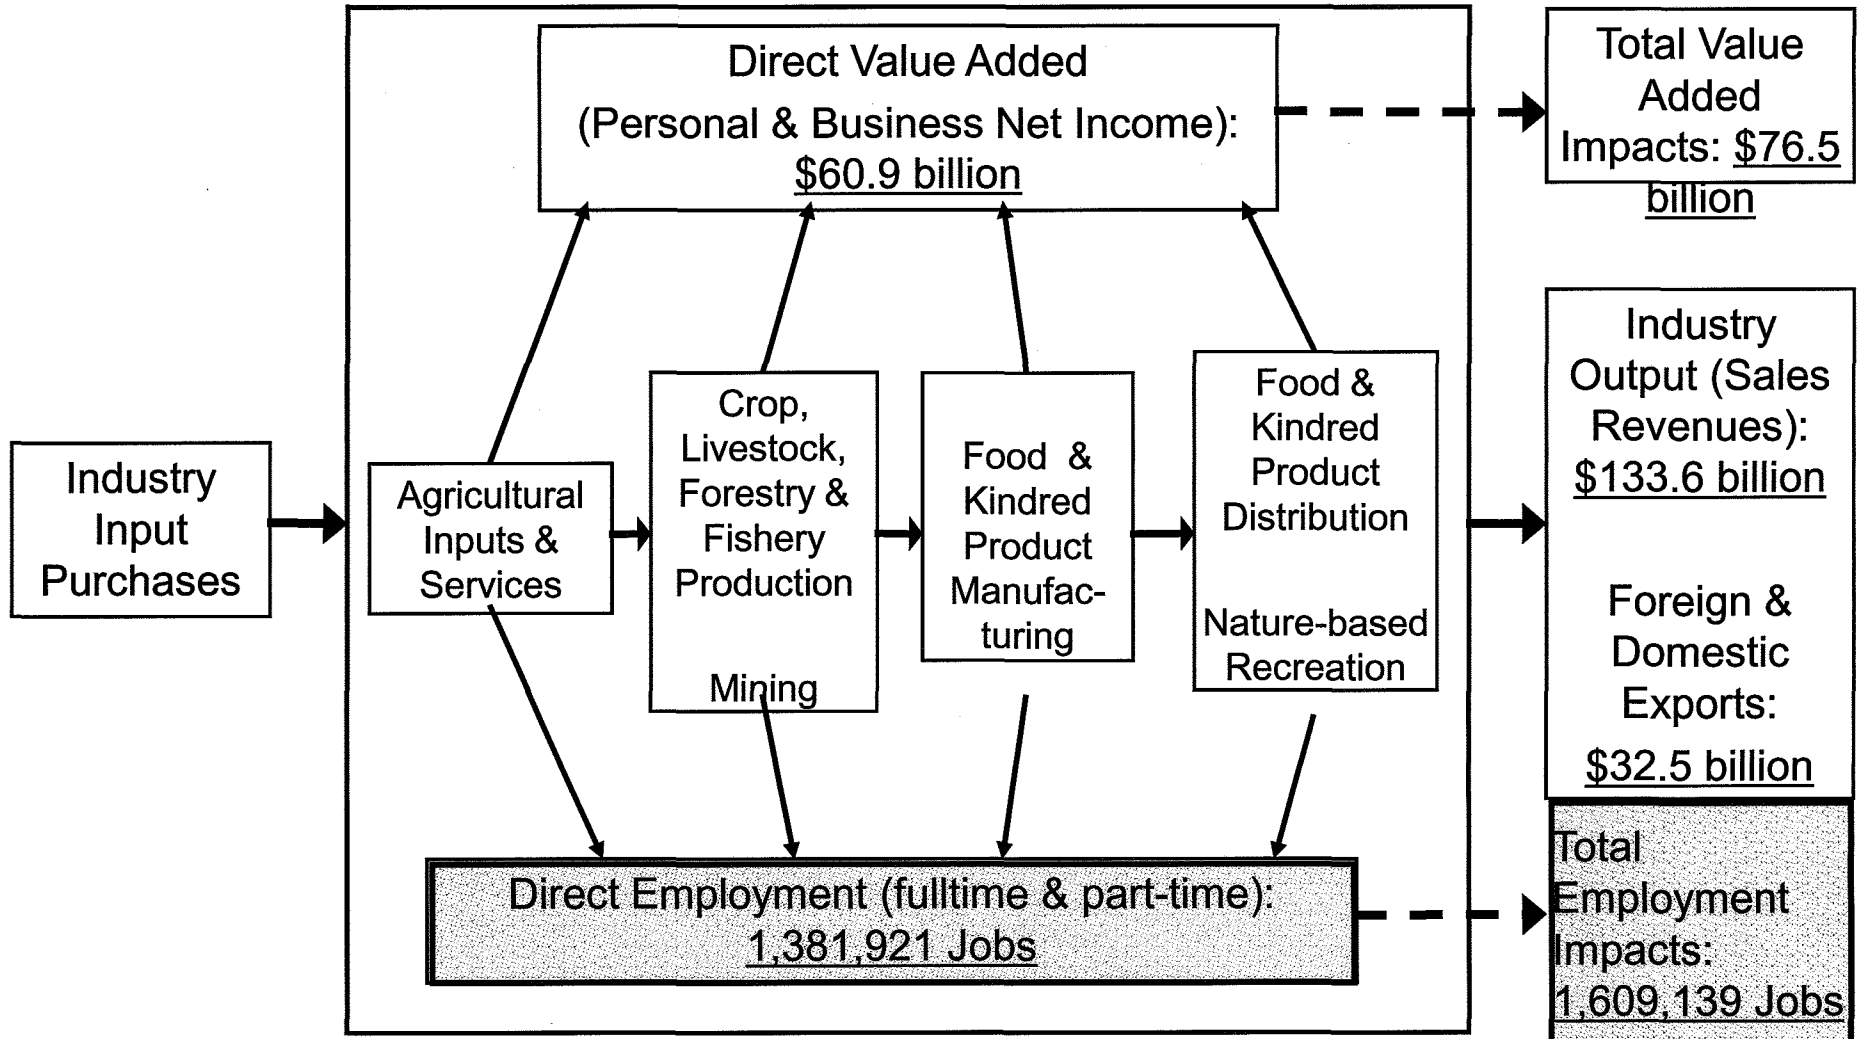 Direct Value Added
(Personal & Business Net Income):
$60.9 billion
Total Value
Added
Impacts: $76.5
billion
Industry
Input
Purchases
Agricultural
Inputs &
Services
Crop,
Livestock,
Forestry &
Fishery
Production
Mining
Food &
Kindred
Product
Manufac-
turing
Food &
Kindred
Product
Distribution
Nature-based
Recreation
Industry
Output (Sales
Revenues):
$133.6 billion
Foreign &
Domestic
Exports:
$32.5 billion
Direct Employment (fulltime & part-time):
1,381,921 Jobs
Total
Employment
Impacts:
1,609,139 Jobs